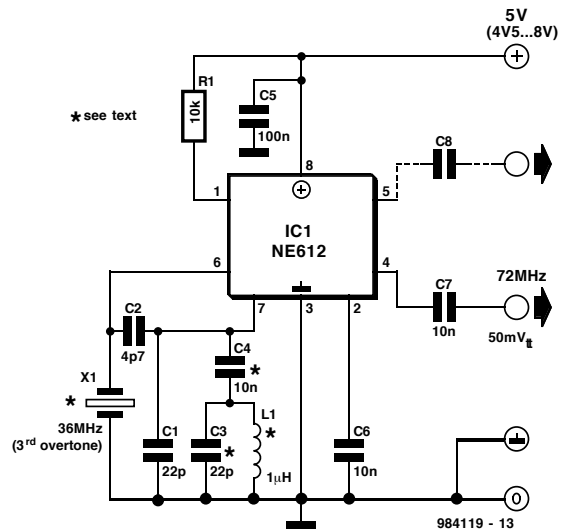 5V
(4V5...8V)
R1
10k
* see text
C5
100n
8
1
5
C8
IC1
NE612
6
4
72MHz
C7
10n
50mVtt
7
3
2
C2
4p7
C4
*
10n
X1
*
L1
*
36MHz
(3rd overtone)
C1
22p
C3
*
22p
1µH
C6
10n
0
984119 - 13